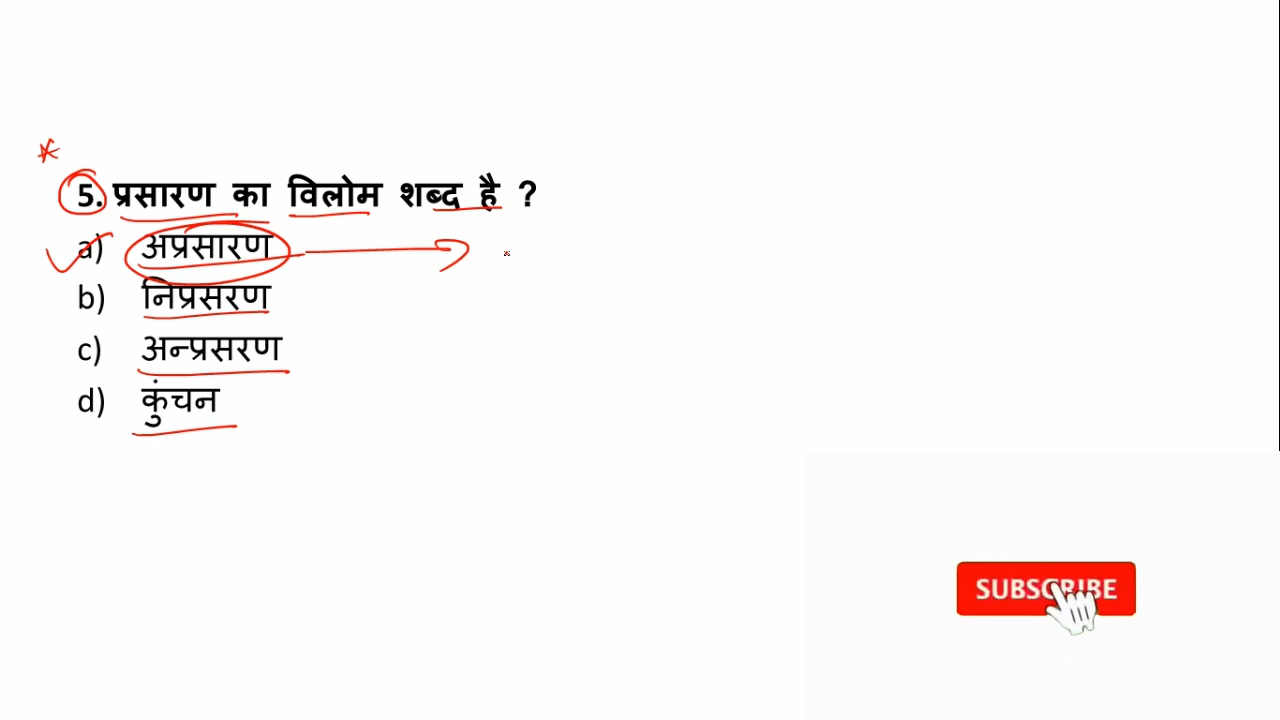 5. प्रसारण का विलोम शब्द है ?
a) अप्रसारण
b) निप्रसरण
c) अन्प्रसरण
d) कुंचन
SUBSCRIBE